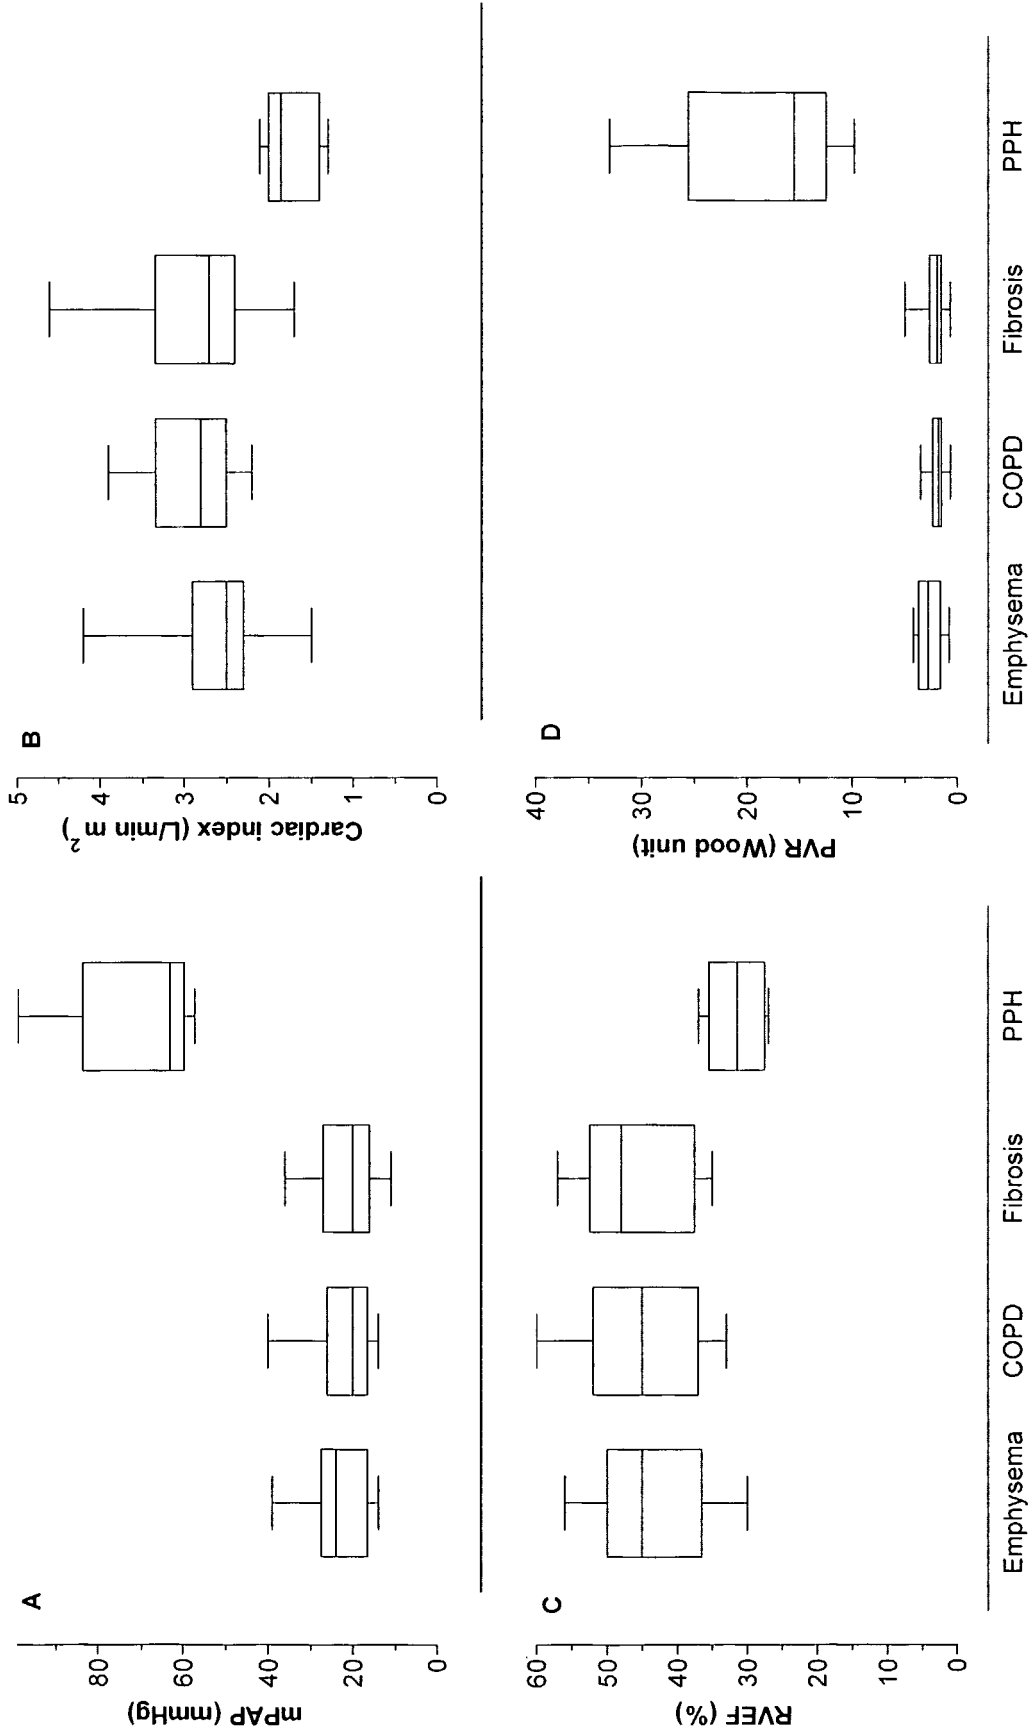 A
mPAP (mmHg)
80
60
40
20
0
B
Cardiac index (L/min m²)
5
4
3
2
1
0
C
RVEF (%)
60
50
40
30
20
10
0
Emphysema COPD Fibrosis PPH
D
PVR (Wood unit)
40
30
20
10
0
Emphysema COPD Fibrosis PPH